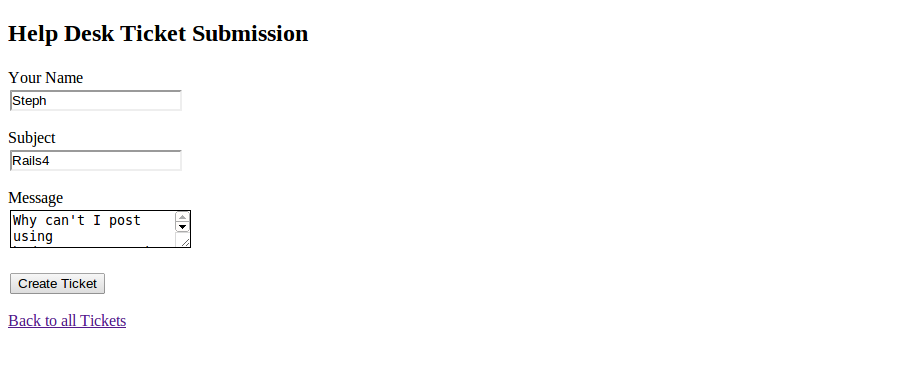 Help Desk Ticket Submission
Your Name
Steph
Subject
Rails4
Message
Why can't I post
using
Create Ticket
Back to all Tickets